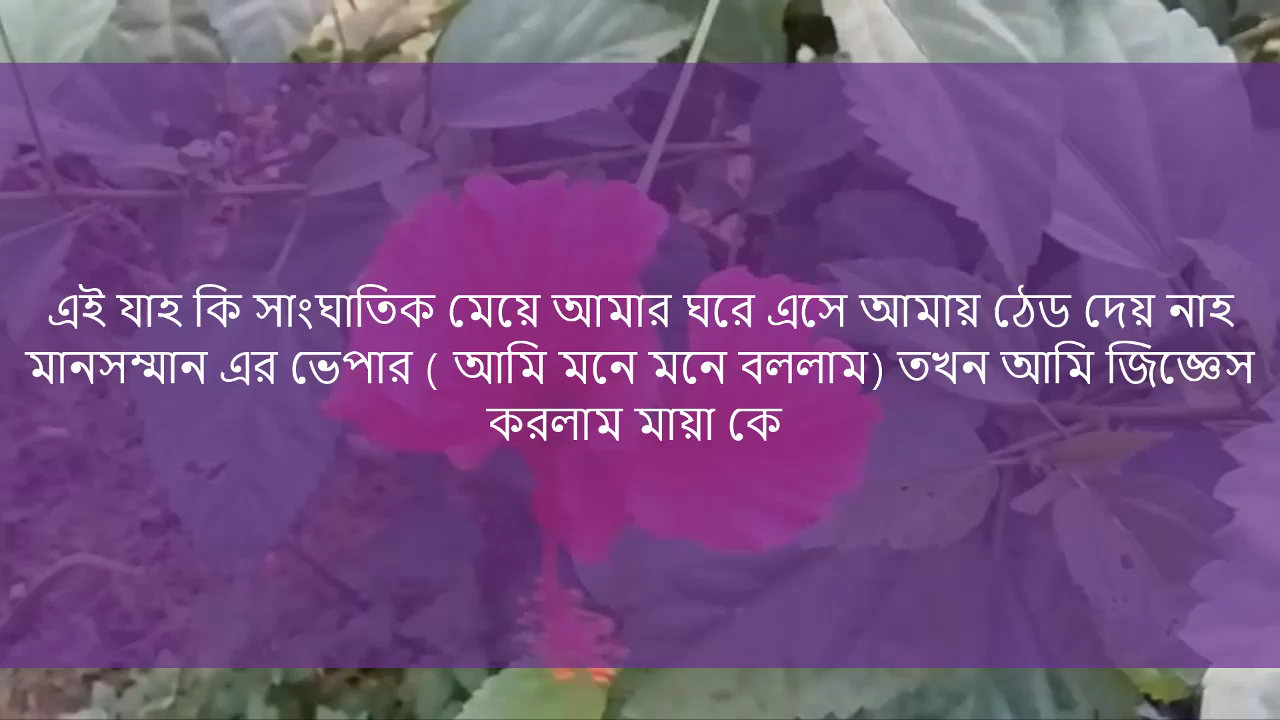 এই যাহ কি সাংঘাতিক মেয়ে আমার ঘরে এসে আমায় ঠেড দেয় নাহ
মানসম্মান এর ভেপার ( আমি মনে মনে বললাম) তখন আমি জিজ্ঞেস
করলাম মায়া কে